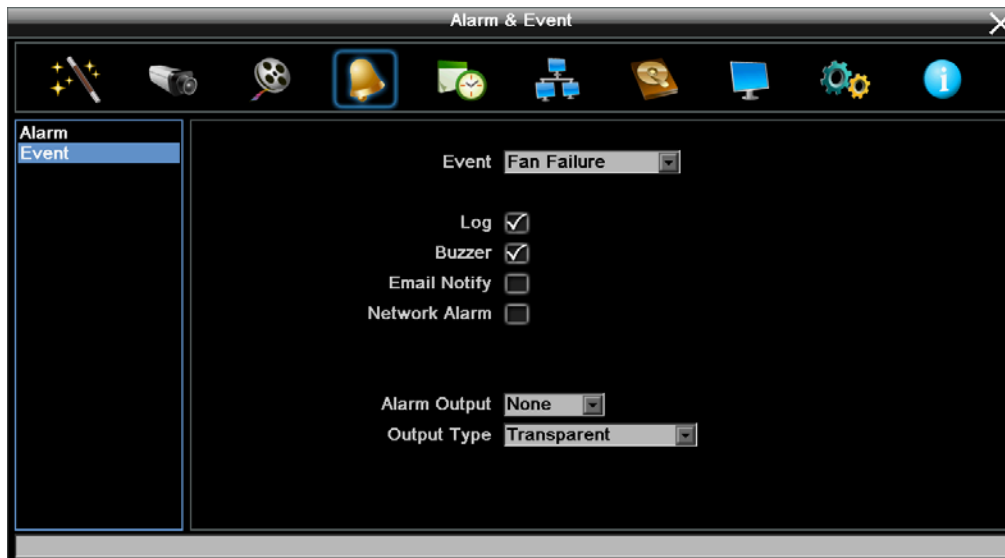 Alarm & Event
Alarm
Event
Event Fan Failure
Log
Buzzer
Email Notify
Network Alarm
Alarm Output None
Output Type Transparent